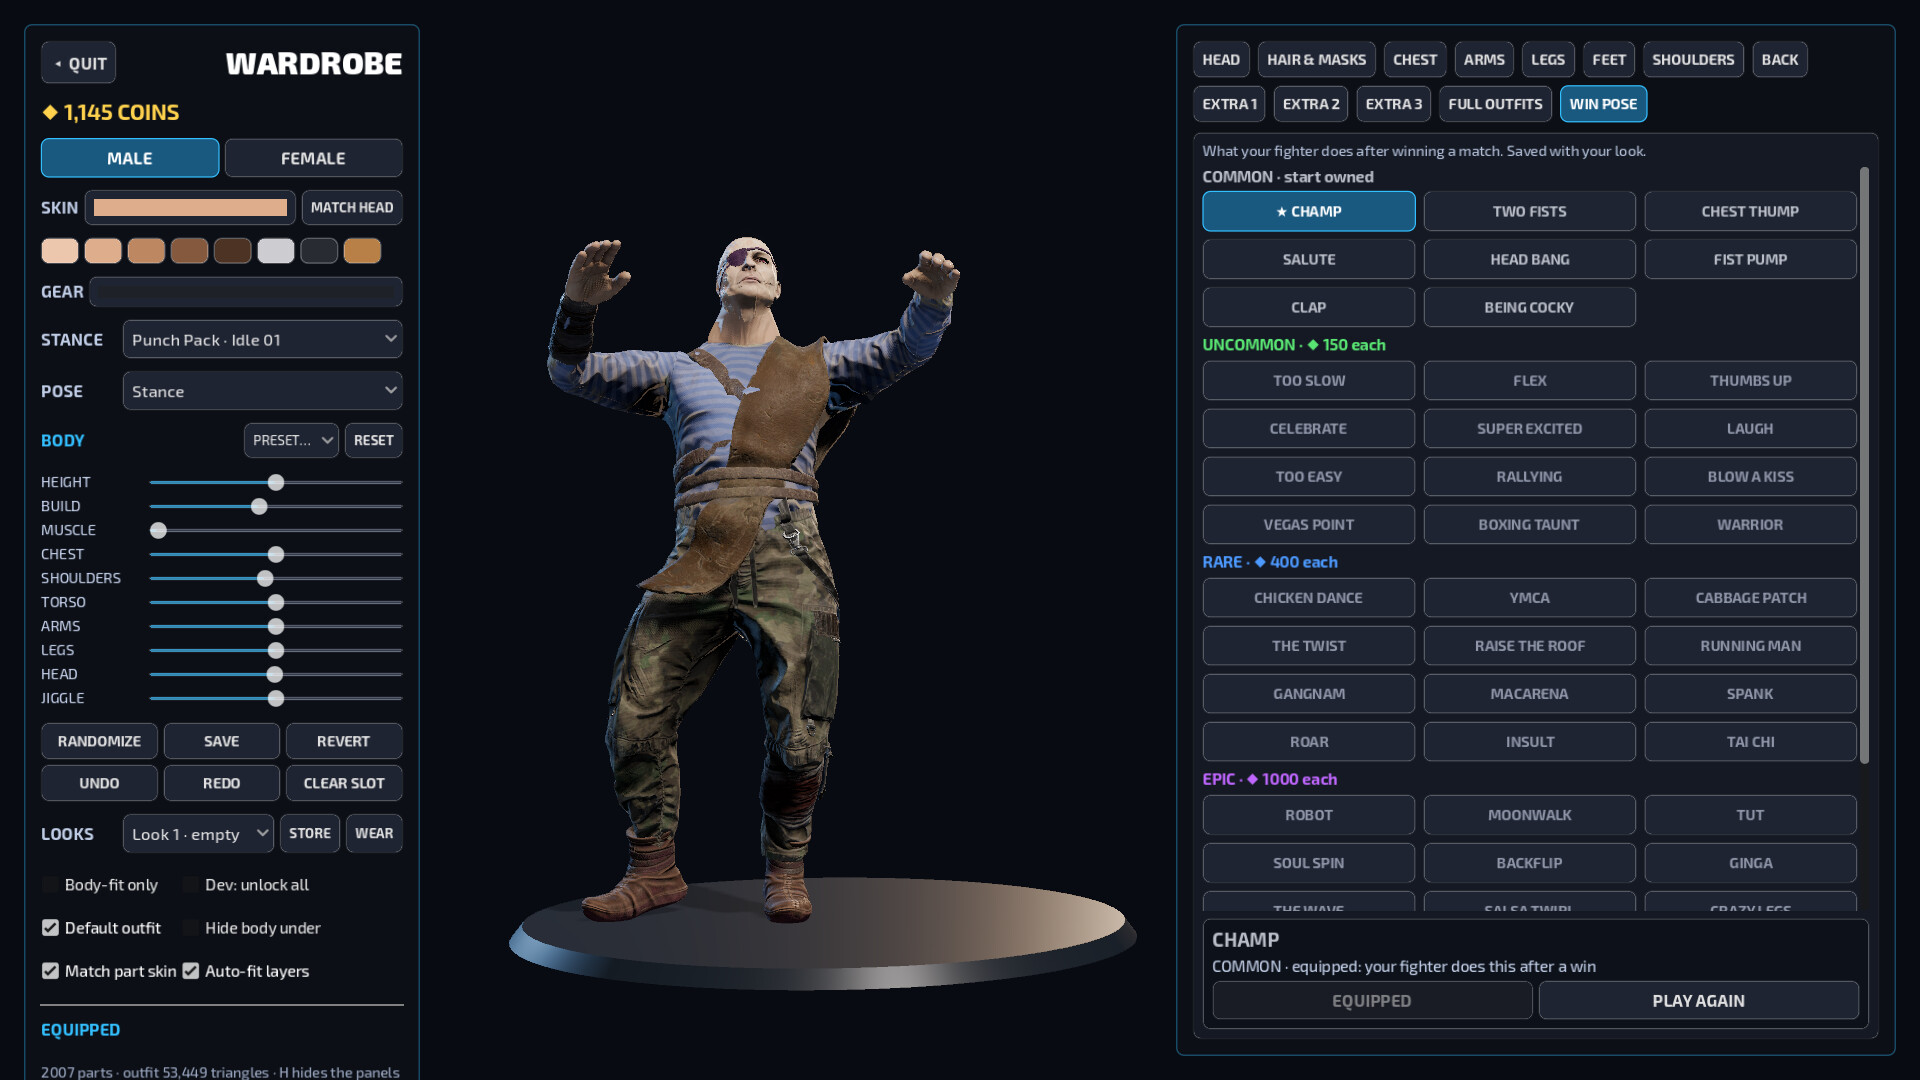 QUIT
WARDROBE
1,145 COINS
MALE
FEMALE
SKIN
MATCH HEAD
GEAR
STANCE
Punch Pack · Idle 01
POSE
Stance
BODY
PRESET...
RESET
HEIGHT
BUILD
MUSCLE
CHEST
SHOULDERS
TORSO
ARMS
LEGS
HEAD
JIGGLE
RANDOMIZE
SAVE
REVERT
UNDO
REDO
CLEAR SLOT
LOOKS
Look 1 · empty
STORE
WEAR
Body-fit only
Dev: unlock all
Default outfit
Hide body under
Match part skin
Auto-fit layers
EQUIPPED
2007 parts · outfit 53,449 triangles · H hides the panels
HEAD
HAIR & MASKS
CHEST
ARMS
LEGS
FEET
SHOULDERS
BACK
EXTRA 1
EXTRA 2
EXTRA 3
FULL OUTFITS
WIN POSE
What your fighter does after winning a match. Saved with your look.
COMMON · start owned
★ CHAMP
TWO FISTS
CHEST THUMP
SALUTE
HEAD BANG
FIST PUMP
CLAP
BEING COCKY
UNCOMMON · ◆ 150 each
TOO SLOW
FLEX
THUMBS UP
CELEBRATE
SUPER EXCITED
LAUGH
TOO EASY
RALLYING
BLOW A KISS
VEGAS POINT
BOXING TAUNT
WARRIOR
RARE · ◆ 400 each
CHICKEN DANCE
YMCA
CABBAGE PATCH
THE TWIST
RAISE THE ROOF
RUNNING MAN
GANGNAM
MACARENA
SPANK
ROAR
INSULT
TAI CHI
EPIC · ◆ 1000 each
ROBOT
MOONWALK
TUT
SOUL SPIN
BACKFLIP
GINGA
THE WAVE
SALSA TWIRL
CRAZY LEGS
CHAMP
COMMON · equipped: your fighter does this after a win
EQUIPPED
PLAY AGAIN